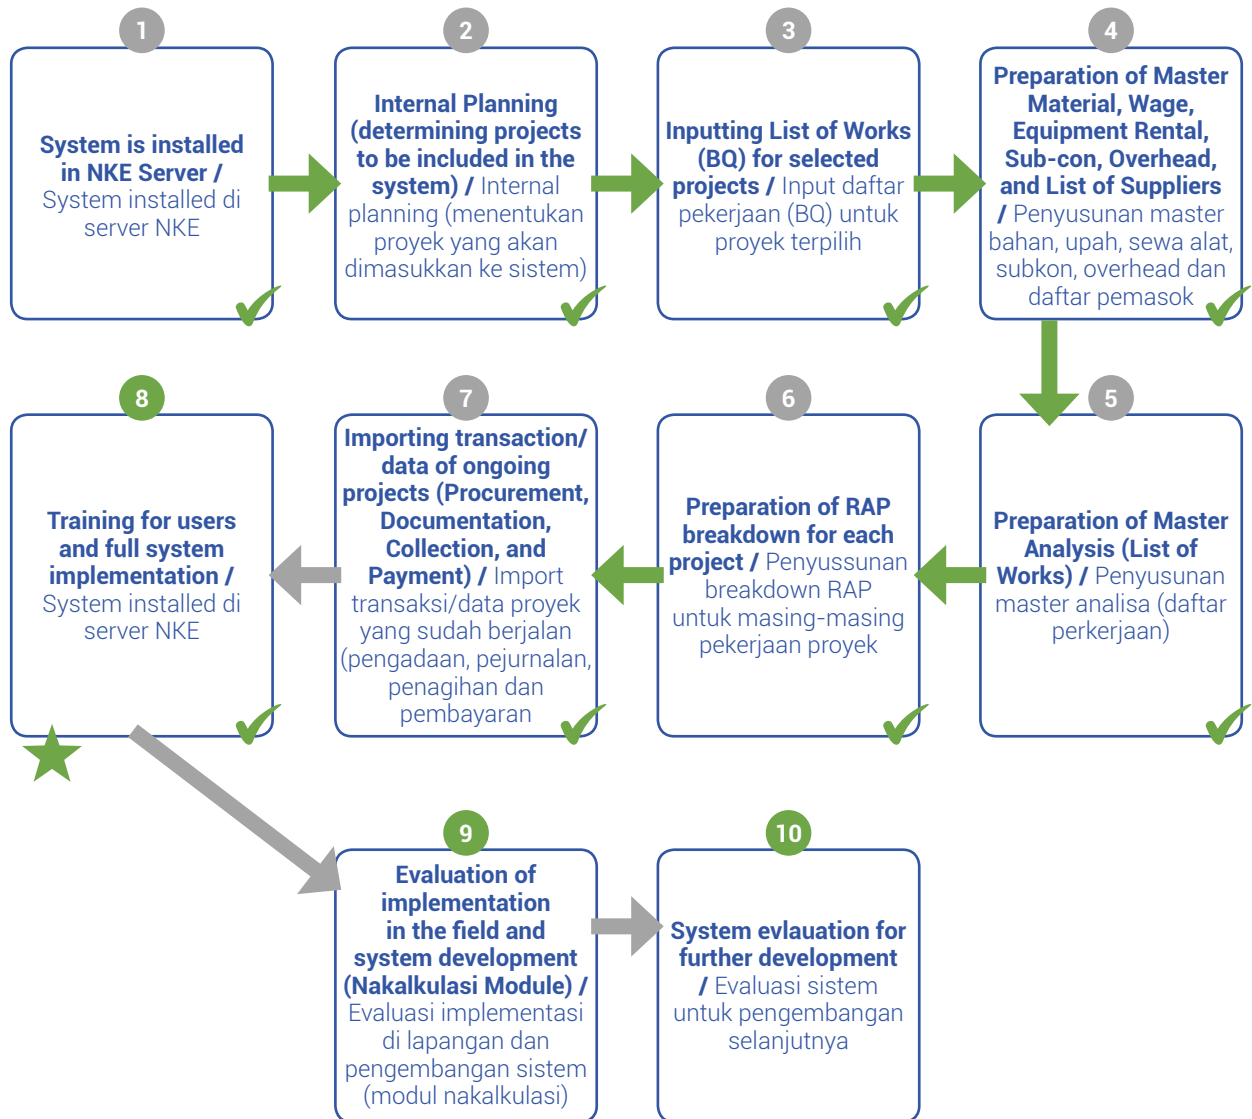 1
System is installed
in NKE Server /
System installed di
server NKE
2
Internal Planning
(determining projects
to be included in the
system) / Internal
planning (menentukan
proyek yang akan
dimasukkan ke sistem)
3
Inputting List of Works
(BQ) for selected
projects / Input daftar
pekerjaan (BQ) untuk
proyek terpilih
4
Preparation of Master
Material, Wage,
Equipment Rental,
Sub-con, Overhead,
and List of Suppliers
/ Penyusunan master
bahan, upah, sewa alat,
subkon, overhead dan
daftar pemasok
5
Preparation of Master
Analysis (List of
Works) / Penyusunan
master analisa (daftar
perkerjaan)
6
Preparation of RAP
breakdown for each
project / Penyussunan
breakdown RAP
untuk masing-masing
pekerjaan proyek
7
Importing transaction/
data of ongoing
projects (Procurement,
Documentation,
Collection, and
Payment) / Import
transaksi/data proyek
yang sudah berjalan
(pengadaan, pejurnalan,
penagihan dan
pembayaran
8
Training for users
and full system
implementation /
System installed di
server NKE
9
Evaluation of
implementation
in the field and
system development
(Nakalkulasi Module) /
Evaluasi implementasi
di lapangan dan
pengembangan sistem
(modul nakalkulasi)
10
System evlauation for
further development
/ Evaluasi sistem
untuk pengembangan
selanjutnya